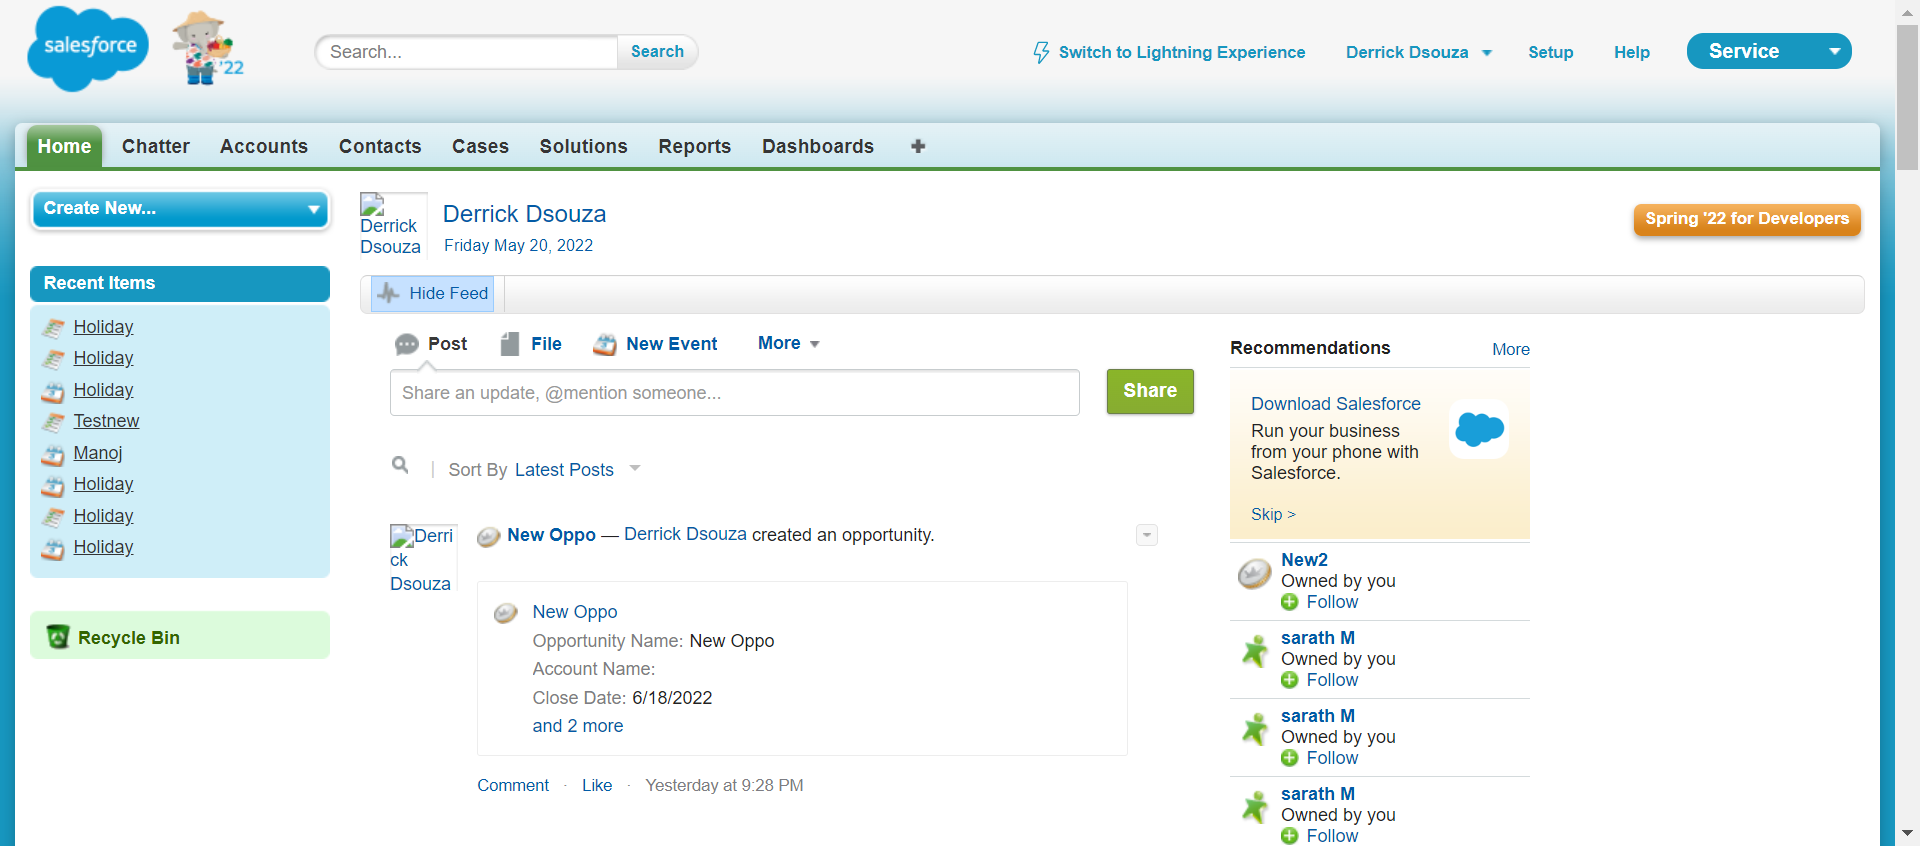 salesforce
'22
Search...
Search
Switch to Lightning Experience
Derrick Dsouza
Setup
Help
Service
Home
Chatter
Accounts
Contacts
Cases
Solutions
Reports
Dashboards
Create New...
Recent Items
Holiday
Holiday
Holiday
Testnew
Manoj
Holiday
Holiday
Holiday
Recycle Bin
Derrick
Dsouza
Derrick Dsouza
Friday May 20, 2022
Spring '22 for Developers
Hide Feed
Post
File
New Event
More
Share an update, @mention someone...
Share
Sort By Latest Posts
Derri
ck
Dsouza
New Oppo — Derrick Dsouza created an opportunity.
New Oppo
Opportunity Name: New Oppo
Account Name:
Close Date: 6/18/2022
and 2 more
Comment · Like · Yesterday at 9:28 PM
Recommendations
More
Download Salesforce
Run your business
from your phone with
Salesforce.
Skip >
New2
Owned by you
Follow
sarath M
Owned by you
Follow
sarath M
Owned by you
Follow
sarath M
Owned by you
Follow